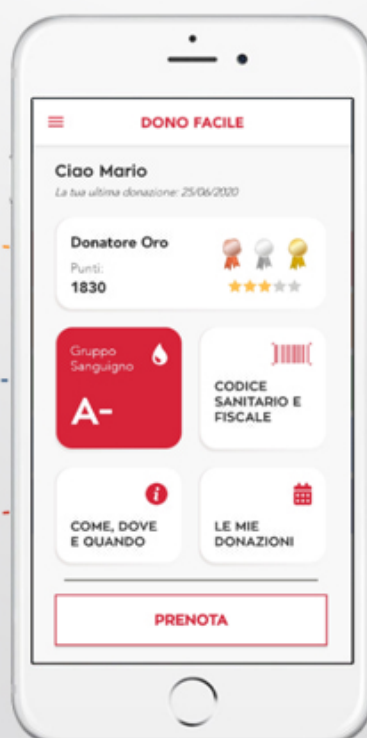 DONO FACILE
Ciao Mario
La tua ultima donazione: 25/06/2020
Donatore Oro
Punti:
1830
Gruppo
Sanguigno
A-
CODICE
SANITARIO E
FISCALE
COME, DOVE
E QUANDO
LE MIE
DONAZIONI
PRENOTA